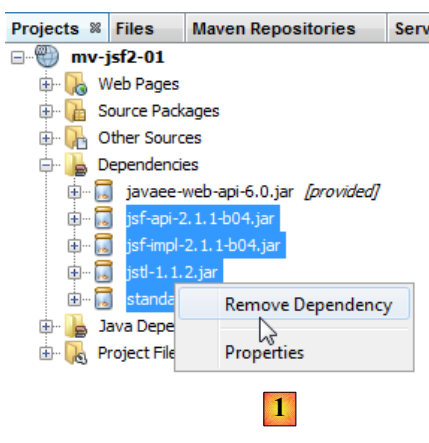 Projects Files Maven Repositories Serv
mv-jsf2-01
Web Pages
Source Packages
Other Sources
Dependencies
javaee-web-api-6.0.jar [provided]
jsf-api-2.1.1-b04.jar
jsf-impl-2.1.1-b04.jar
jstl-1.1.2.jar
standa
Remove Dependency
Java Depe
Project File
Properties
1